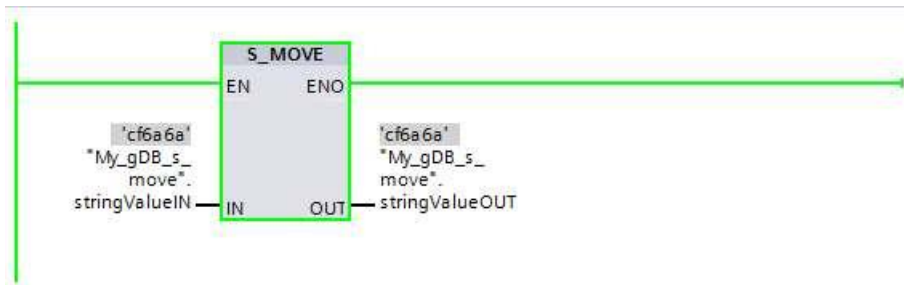 S_MOVE
EN ENO
'cf6a6a'
"My_gDB_s_
move".
stringValueIN
IN OUT
'cf6a6a'
"My_gDB_s_
move".
stringValueOUT